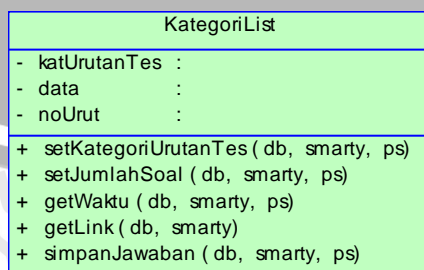 KategoriList
- katUrutanTes :
- data :
- noUrut :
+ setKategoriUrutanTes ( db, smarty, ps)
+ setJumlahSoal ( db, smarty, ps)
+ getWaktu ( db, smarty, ps)
+ getLink ( db, smarty)
+ simpanJawaban ( db, smarty, ps)